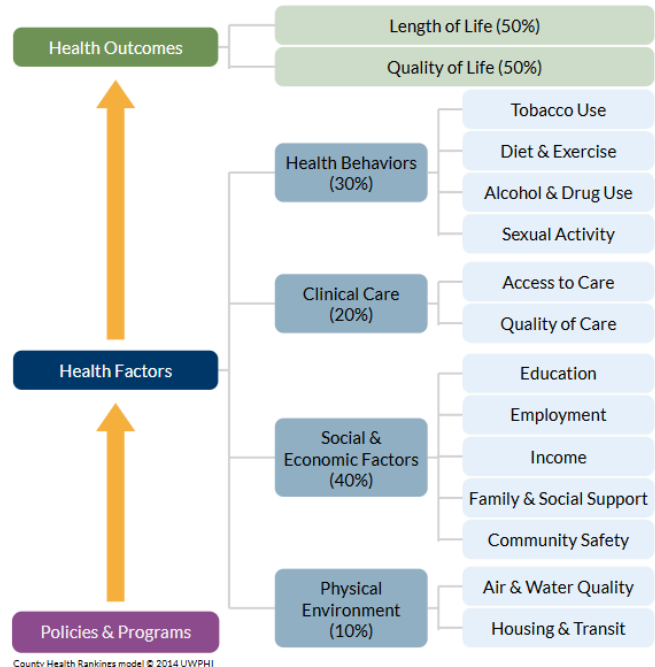 Health Outcomes
Length of Life (50%)
Quality of Life (50%)
Health Factors
Health Behaviors
(30%)
Tobacco Use
Diet & Exercise
Alcohol & Drug Use
Sexual Activity
Clinical Care
(20%)
Access to Care
Quality of Care
Social &
Economic Factors
(40%)
Education
Employment
Income
Family & Social Support
Community Safety
Physical
Environment
(10%)
Air & Water Quality
Housing & Transit
Policies & Programs
County Health Rankings model © 2014 UWPHI